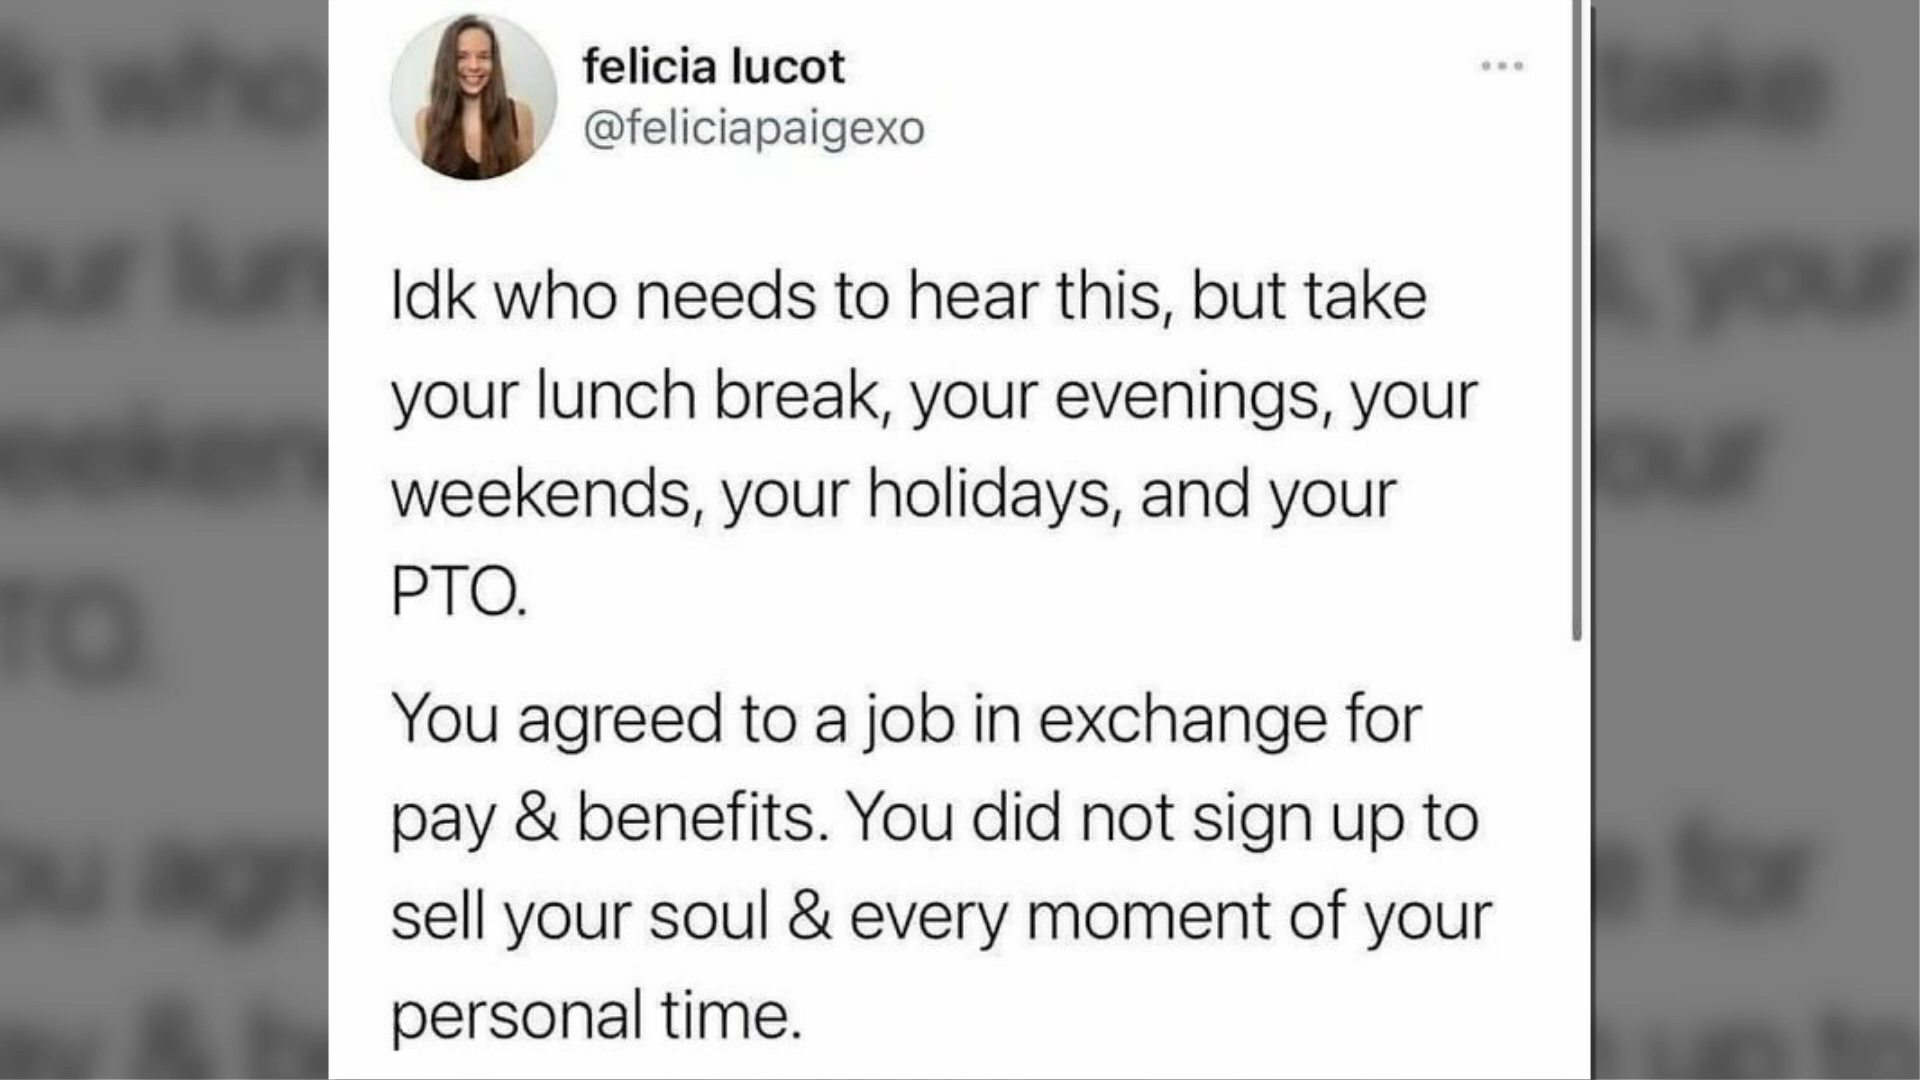 felicia lucot
@feliciapaigexo
Idk who needs to hear this, but take
your lunch break, your evenings, your
weekends, your holidays, and your
PTO.
You agreed to a job in exchange for
pay & benefits. You did not sign up to
sell your soul & every moment of your
personal time.